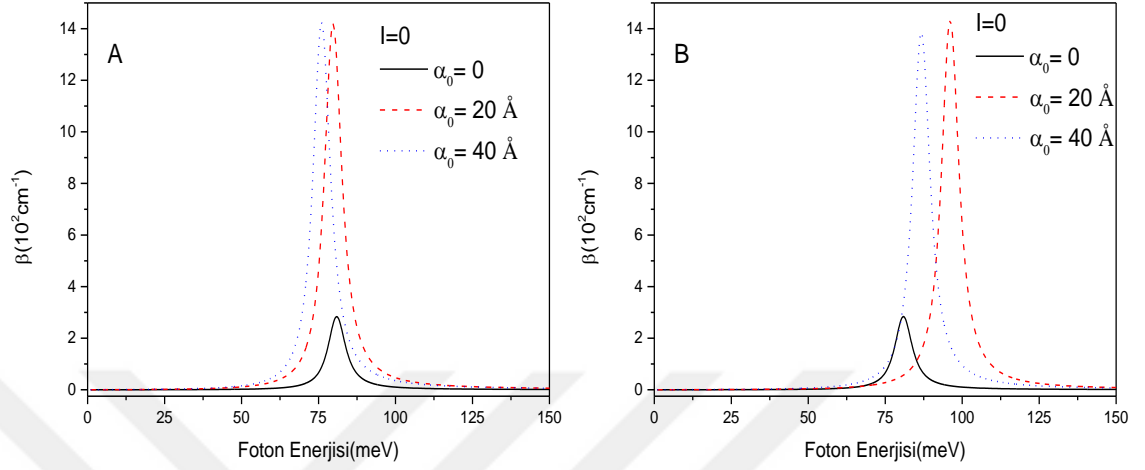 A
I=0
α₀= 0
α₀= 20 Å
α₀= 40 Å
14
12
10
8
6
4
2
0
β(10²cm⁻¹)
0 25 50 75 100 125 150
Foton Enerjisi(meV)
B
I=0
α₀= 0
α₀= 20 Å
α₀= 40 Å
14
12
10
8
6
4
2
0
β(10²cm⁻¹)
0 25 50 75 100 125 150
Foton Enerjisi(meV)